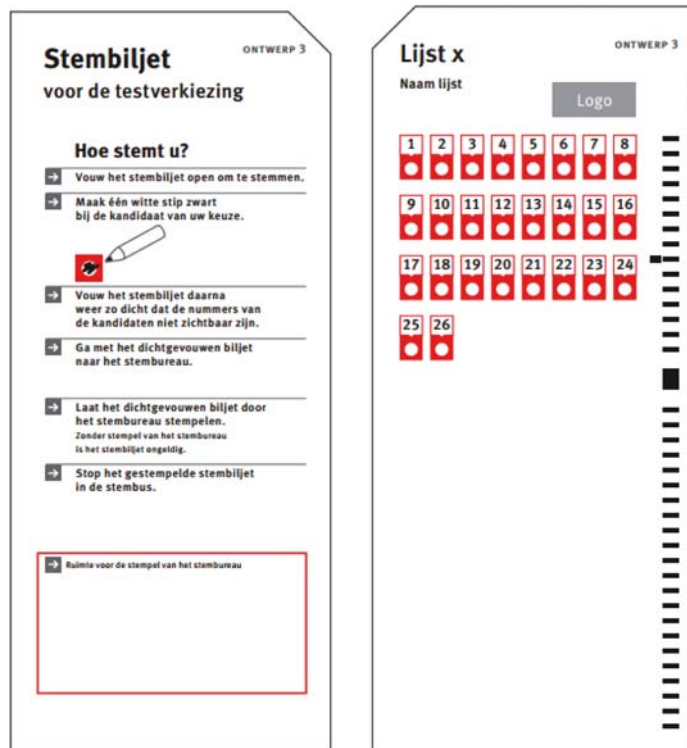 Stembiljet
ONTWERP 3
voor de testverkiezing
Hoe stemt u?
Vouw het stembiljet open om te stemmen.
Maak één witte stip zwart
bij de kandidaat van uw keuze.
Vouw het stembiljet daarna
weer zo dicht dat de nummers van
de kandidaten niet zichtbaar zijn.
Ga met het dichtgevouwen biljet
naar het stembureau.
Laat het dichtgevouwen biljet door
het stembureau stempelen.
Zonder stempel van het stembureau
is het stembiljet ongeldig.
Stop het gestempelde stembiljet
in de stembus.
Ruimte voor de stempel van het stembureau
Lijst x
ONTWERP 3
Naam lijst
Logo
1 2 3 4 5 6 7 8
9 10 11 12 13 14 15 16
17 18 19 20 21 22 23 24
25 26